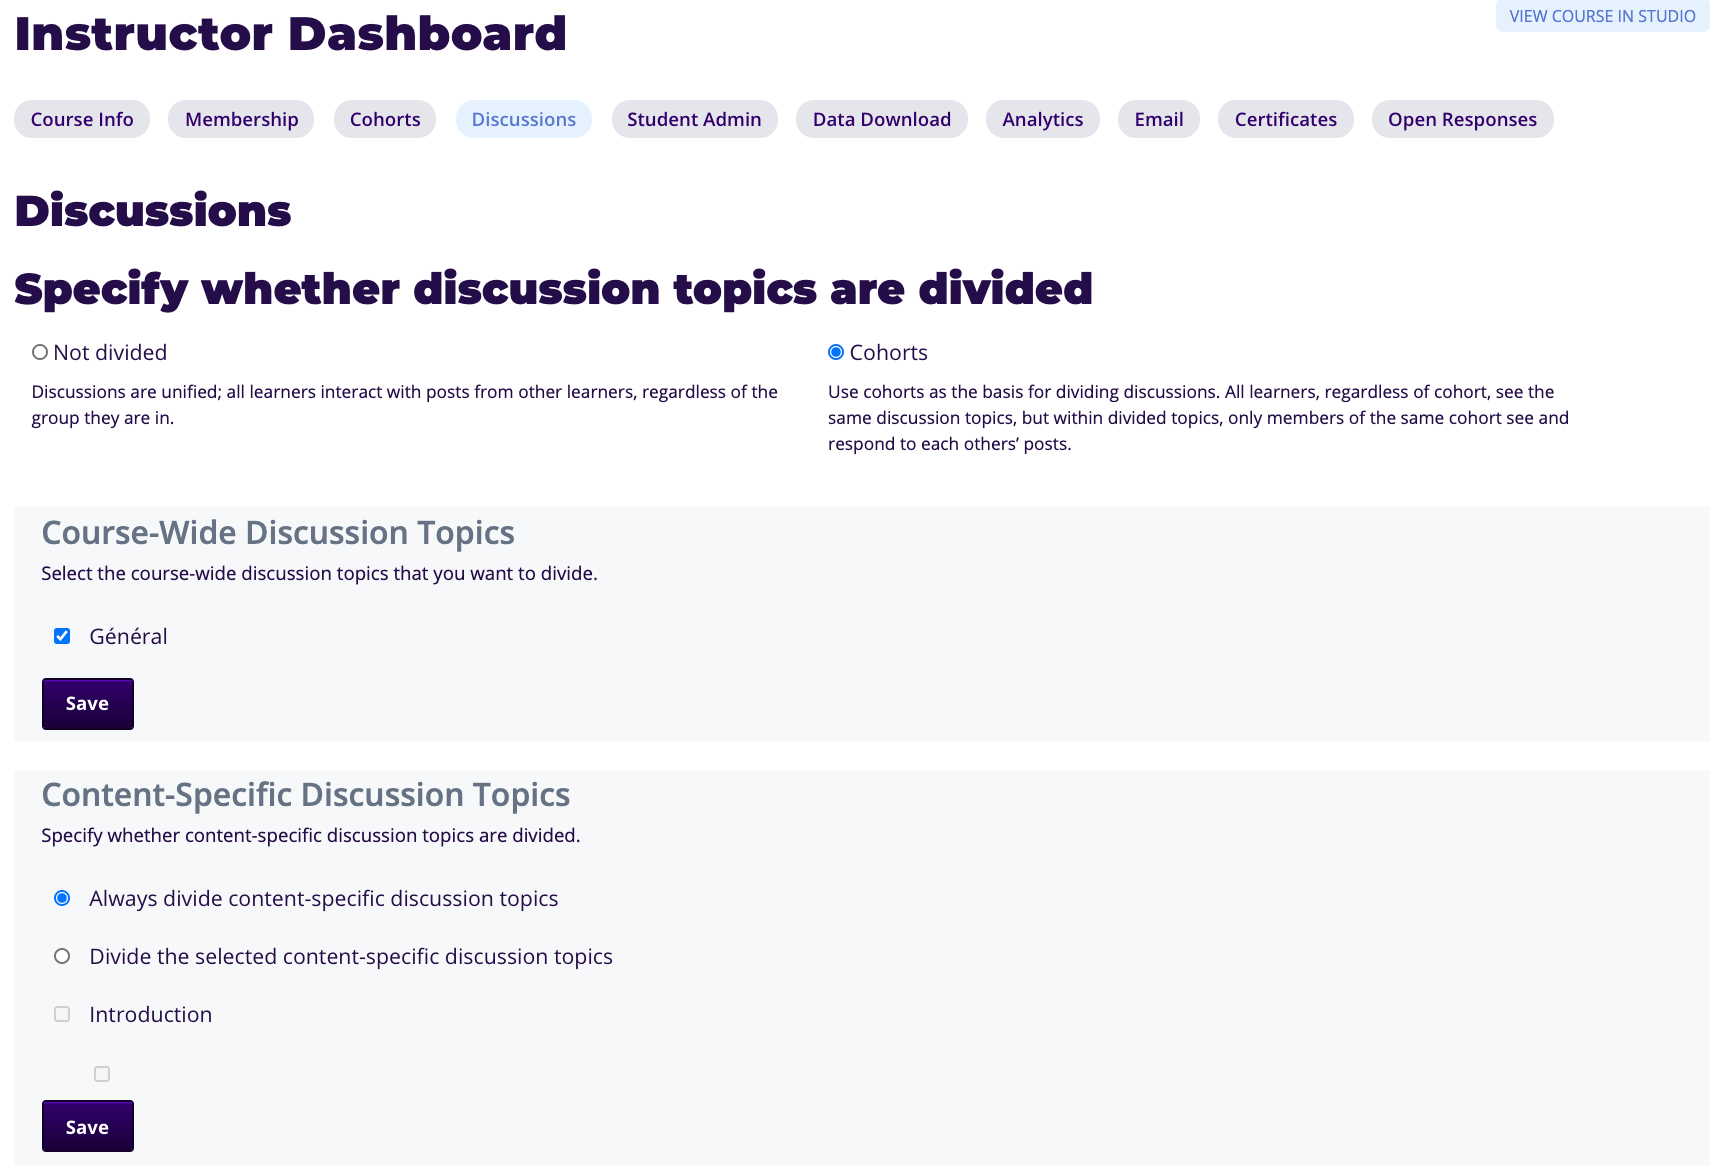 Instructor Dashboard
VIEW COURSE IN STUDIO
Course Info
Membership
Cohorts
Discussions
Student Admin
Data Download
Analytics
Email
Certificates
Open Responses
Discussions
Specify whether discussion topics are divided
Not divided
Discussions are unified; all learners interact with posts from other learners, regardless of the
group they are in.
Cohorts
Use cohorts as the basis for dividing discussions. All learners, regardless of cohort, see the
same discussion topics, but within divided topics, only members of the same cohort see and
respond to each others’ posts.
Course-Wide Discussion Topics
Select the course-wide discussion topics that you want to divide.
Général
Save
Content-Specific Discussion Topics
Specify whether content-specific discussion topics are divided.
Always divide content-specific discussion topics
Divide the selected content-specific discussion topics
Introduction
Save